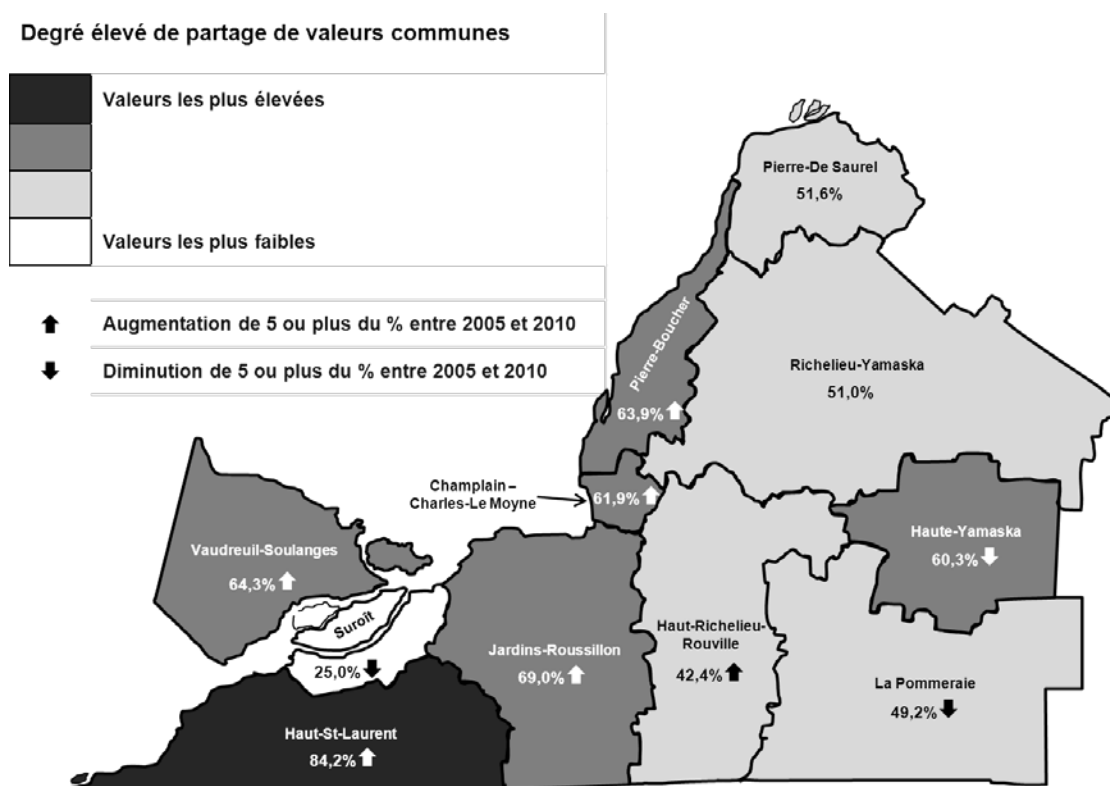 Degré élevé de partage de valeurs communes
Valeurs les plus élevées
Valeurs les plus faibles
Augmentation de 5 ou plus du % entre 2005 et 2010
Diminution de 5 ou plus du % entre 2005 et 2010
Pierre-De Saurel
51,6%
Richelieu-Yamaska
51,0%
Pierre-Boucher
63,9%
Champlain –
Charles-Le Moyne
61,9%
Haute-Yamaska
60,3%
Vaudreuil-Soulanges
64,3%
Suroît
25,0%
Jardins-Roussillon
69,0%
Haut-Richelieu-
Rouville
42,4%
La Pommeraie
49,2%
Haut-St-Laurent
84,2%